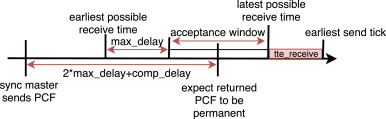 earliest possible
receive time
max_delay
acceptance window
latest possible
receive time
earliest send tick
tte_receive
sync master
sends PCF
2*max_delay+comp_delay
expect returned
PCF to be
permanent